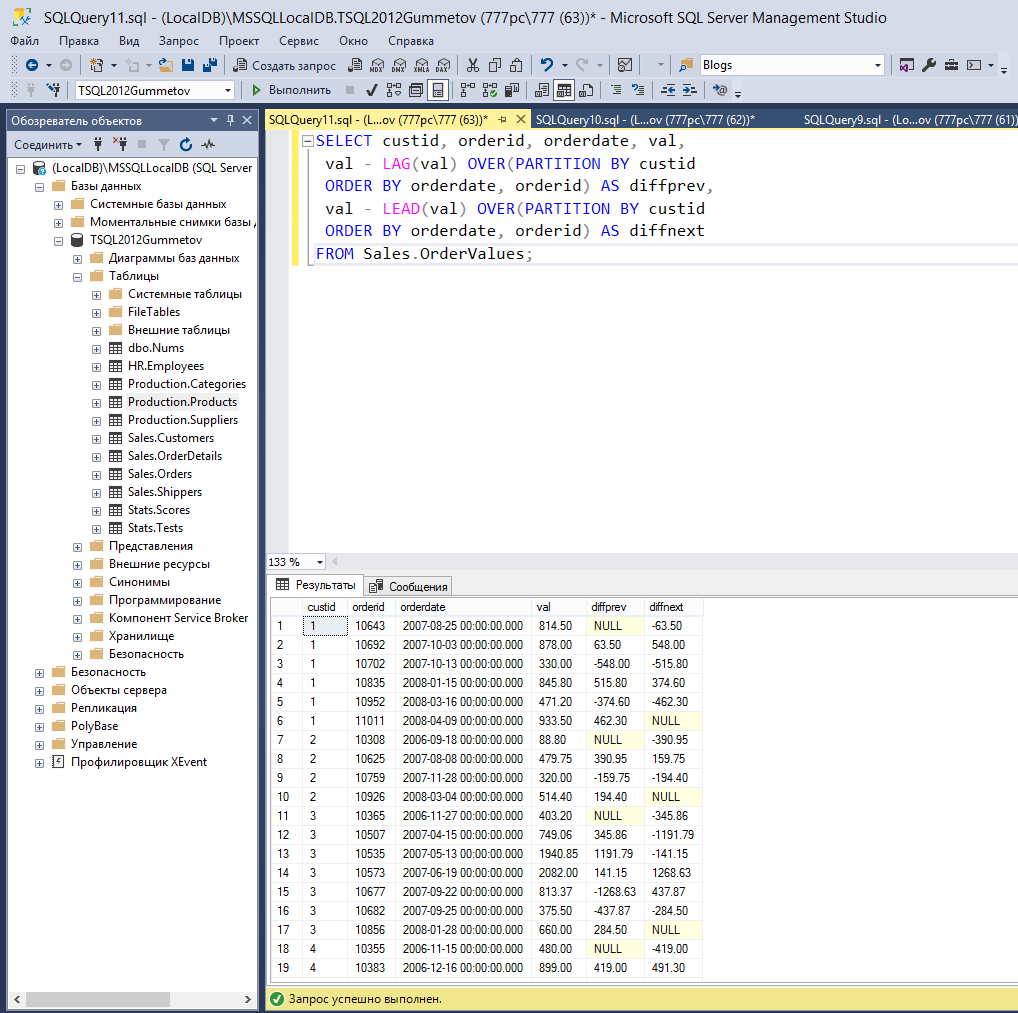 SQLQuery11.sql - (LocalDB)\MSSQLLocalDB.TSQL2012Gummetov (777pc\777 (63))* - Microsoft SQL Server Management Studio
Файл Правка Вид Запрос Проект Сервис Окно Справка
Создать запрос MDX DMX XMLA DAX Blogs
TSQL2012Gummetov Выполнить
Обозреватель объектов
Соединить
(LocalDB)\MSSQLLocalDB (SQL Server
Базы данных
Системные базы данных
Моментальные снимки базы
TSQL2012Gummetov
Диаграммы баз данных
Таблицы
Системные таблицы
FileTables
Внешние таблицы
dbo.Nums
HR.Employees
Production.Categories
Production.Products
Production.Suppliers
Sales.Customers
Sales.OrderDetails
Sales.Orders
Sales.Shippers
Stats.Scores
Stats.Tests
Представления
Внешние ресурсы
Синонимы
Программирование
Компонент Service Broker
Хранилище
Безопасность
Безопасность
Объекты сервера
Репликация
PolyBase
Управление
Профилировщик XEvent
SQLQuery11.sql - (L...ov (777pc\777 (63))* SQLQuery10.sql - (L...ov (777pc\777 (62))* SQLQuery9.sql - (Lo...ov (777pc\777 (61))
SELECT custid, orderid, orderdate, val,
val - LAG(val) OVER(PARTITION BY custid
ORDER BY orderdate, orderid) AS diffprev,
val - LEAD(val) OVER(PARTITION BY custid
ORDER BY orderdate, orderid) AS diffnext
FROM Sales.OrderValues;
133 %
Результаты Сообщения
custid orderid orderdate val diffprev diffnext
1 1 10643 2007-08-25 00:00:00.000 814.50 NULL -63.50
2 1 10692 2007-10-03 00:00:00.000 878.00 63.50 548.00
3 1 10702 2007-10-13 00:00:00.000 330.00 -548.00 -515.80
4 1 10835 2008-01-15 00:00:00.000 845.80 515.80 374.60
5 1 10952 2008-03-16 00:00:00.000 471.20 -374.60 -462.30
6 1 11011 2008-04-09 00:00:00.000 933.50 462.30 NULL
7 2 10308 2006-09-18 00:00:00.000 88.80 NULL -390.95
8 2 10625 2007-08-08 00:00:00.000 479.75 390.95 159.75
9 2 10759 2007-11-28 00:00:00.000 320.00 -159.75 -194.40
10 2 10926 2008-03-04 00:00:00.000 514.40 194.40 NULL
11 3 10365 2006-11-27 00:00:00.000 403.20 NULL -345.86
12 3 10507 2007-04-15 00:00:00.000 749.06 345.86 -1191.79
13 3 10535 2007-05-13 00:00:00.000 1940.85 1191.79 -141.15
14 3 10573 2007-06-19 00:00:00.000 2082.00 141.15 1268.63
15 3 10677 2007-09-22 00:00:00.000 813.37 -1268.63 437.87
16 3 10682 2007-09-25 00:00:00.000 375.50 -437.87 -284.50
17 3 10856 2008-01-28 00:00:00.000 660.00 284.50 NULL
18 4 10355 2006-11-15 00:00:00.000 480.00 NULL -419.00
19 4 10383 2006-12-16 00:00:00.000 899.00 419.00 491.30
Запрос успешно выполнен.